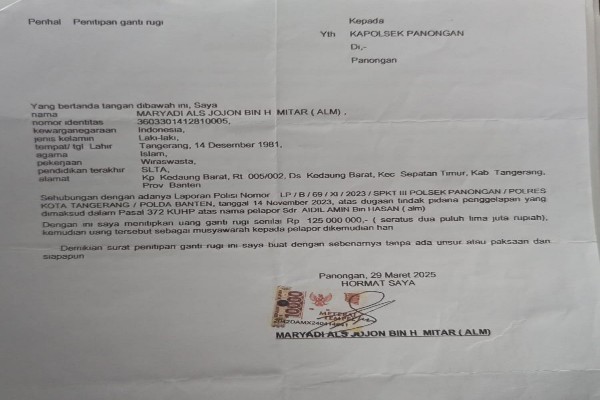 Perihal   Penitipan ganti rugi
Kepada
Yth   KAPOLSEK PANONGAN
Di,-
Panongan
Yang bertanda tangan dibawah ini, Saya
nama   MARYADI ALS JOJON BIN H  MITAR ( ALM) .
nomor identitas   3603301412810005,
kewarganegaraan   Indonesia,
jenis kelamin   Laki-laki,
tempat/ tgl  Lahir   Tangerang, 14 Desember 1981,
agama   Islam,
pekerjaan   Wiraswasta,
pendidikan terakhir   SLTA,
alamat   Kp  Kedaung Barat, Rt  005/002, Ds  Kedaung Barat, Kec  Sepatan Timur, Kab Tangerang,
Prov  Banten
Sehubungan dengan adanya Laporan Polisi Nomor   LP / B / 69 / XI / 2023 / SPKT III POLSEK PANONGAN / POLRES
KOTA TANGERANG / POLDA BANTEN, tanggal 14 November 2023, atas dugaan tindak pidana penggelapan yang
dimaksud dalam Pasal 372 KUHP atas nama pelapor Sdr  AIDIL AMIN Bin HASAN ( alm)
Dengan ini saya menitipkan uang ganti rugi senilai Rp  125 000 000,- ( seratus dua puluh lima juta rupiah),
kemudian uang tersebut sebagai musyawarah kepada pelapor dikemudian hari
Demikian surat penitipan ganti rugi ini saya buat dengan sebenarnya tanpa ada unsur atau paksaan dan
siapapun
Panongan, 29 Maret 2025
HORMAT SAYA
10000
METERAI
TEMPEL
MARYADI ALS JOJON BIN H  MITAR ( ALM)